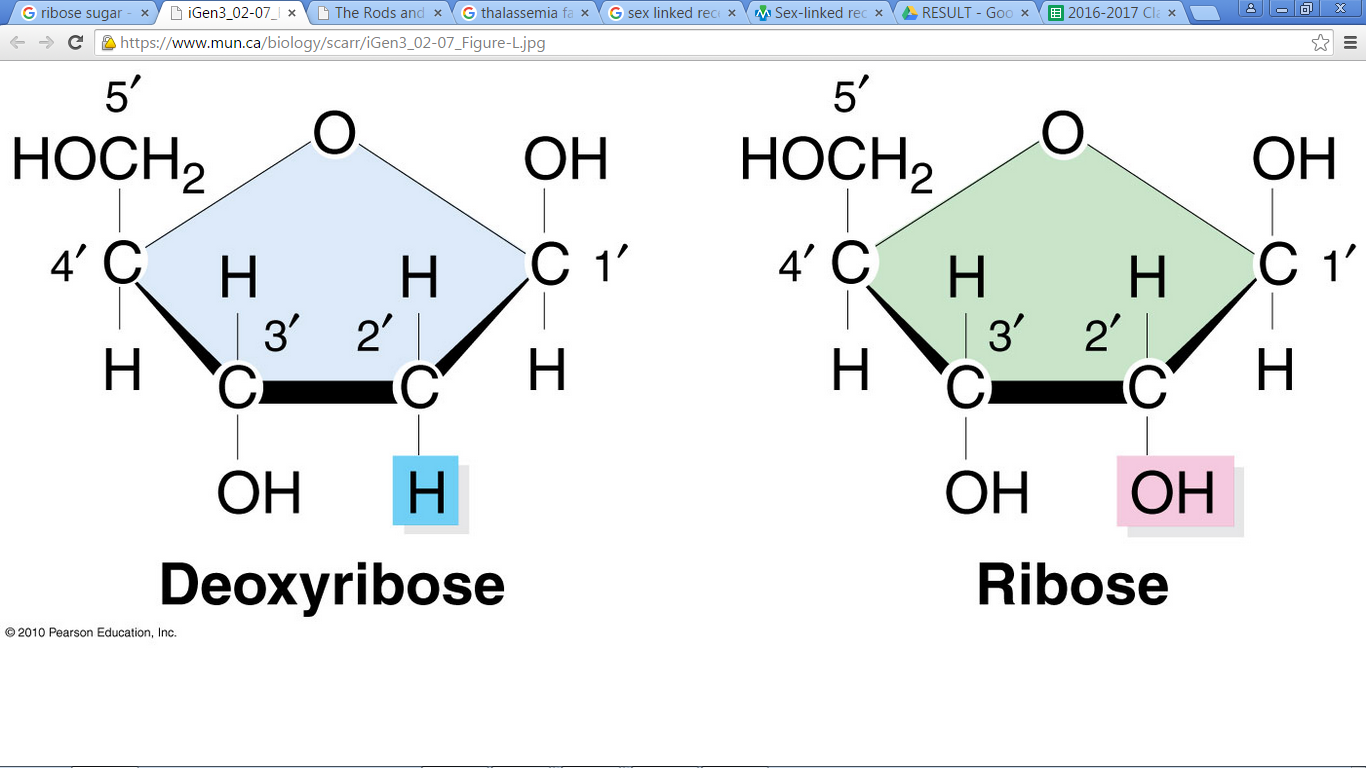 ribose sugar -
iGen3_02-07_
The Rods and
thalassemia fa
sex linked rec
Sex-linked rec
RESULT - Goo
2016-2017 Cla
https://www.mun.ca/biology/scarr/iGen3_02-07_Figure-L.jpg
5′
HOCH2
O
OH
4′ C
H
H
C 1′
3′
2′
H
C
C
H
OH
H
Deoxyribose
5′
HOCH2
O
OH
4′ C
H
H
C 1′
3′
2′
H
C
C
H
OH
OH
Ribose
© 2010 Pearson Education, Inc.